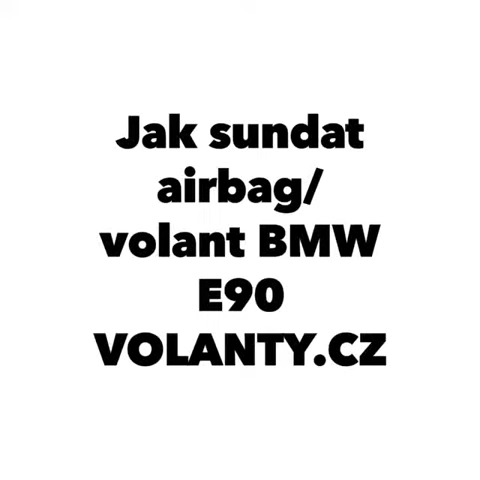 Jak sundat
airbag/
volant BMW
E90
VOLANTY.CZ